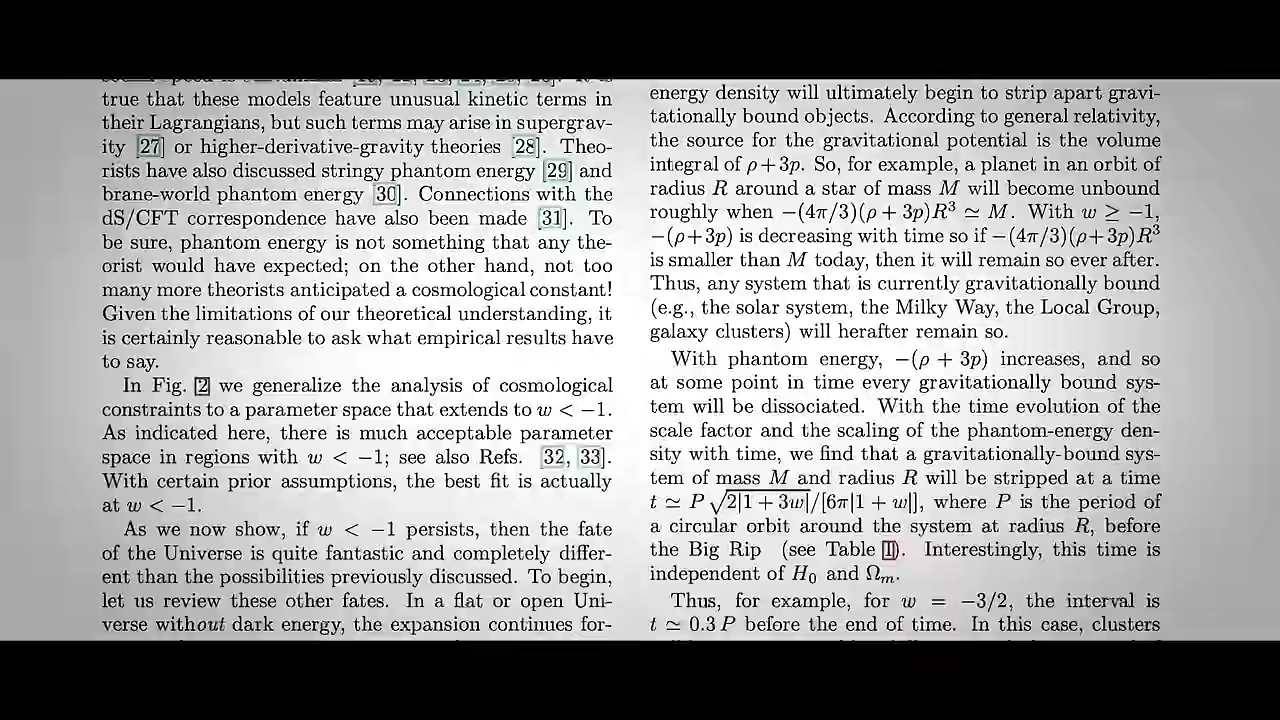 true that these models feature unusual kinetic terms in
their Lagrangians, but such terms may arise in supergrav-
ity [27] or higher-derivative-gravity theories [28]. Theo-
rists have also discussed stringy phantom energy [29] and
brane-world phantom energy [30]. Connections with the
dS/CFT correspondence have also been made [31]. To
be sure, phantom energy is not something that any the-
orist would have expected; on the other hand, not too
many more theorists anticipated a cosmological constant!
Given the limitations of our theoretical understanding, it
is certainly reasonable to ask what empirical results have
to say.
In Fig. 2 we generalize the analysis of cosmological
constraints to a parameter space that extends to w < −1.
As indicated here, there is much acceptable parameter
space in regions with w < −1; see also Refs. [32, 33].
With certain prior assumptions, the best fit is actually
at w < −1.
As we now show, if w < −1 persists, then the fate
of the Universe is quite fantastic and completely differ-
ent than the possibilities previously discussed. To begin,
let us review these other fates. In a flat or open Uni-
verse without dark energy, the expansion continues for-
energy density will ultimately begin to strip apart gravi-
tationally bound objects. According to general relativity,
the source for the gravitational potential is the volume
integral of ρ+3p. So, for example, a planet in an orbit of
radius R around a star of mass M will become unbound
roughly when −(4π/3)(ρ + 3p)R³ ≃ M. With w ≥ −1,
−(ρ+3p) is decreasing with time so if −(4π/3)(ρ+3p)R³
is smaller than M today, then it will remain so ever after.
Thus, any system that is currently gravitationally bound
(e.g., the solar system, the Milky Way, the Local Group,
galaxy clusters) will herafter remain so.
With phantom energy, −(ρ + 3p) increases, and so
at some point in time every gravitationally bound sys-
tem will be dissociated. With the time evolution of the
scale factor and the scaling of the phantom-energy den-
sity with time, we find that a gravitationally-bound sys-
tem of mass M and radius R will be stripped at a time
t ≃ P√2|1 + 3w|/[6π|1 + w|], where P is the period of
a circular orbit around the system at radius R, before
the Big Rip (see Table 1). Interestingly, this time is
independent of H₀ and Ωₘ.
Thus, for example, for w = −3/2, the interval is
t ≃ 0.3 P before the end of time. In this case, clusters